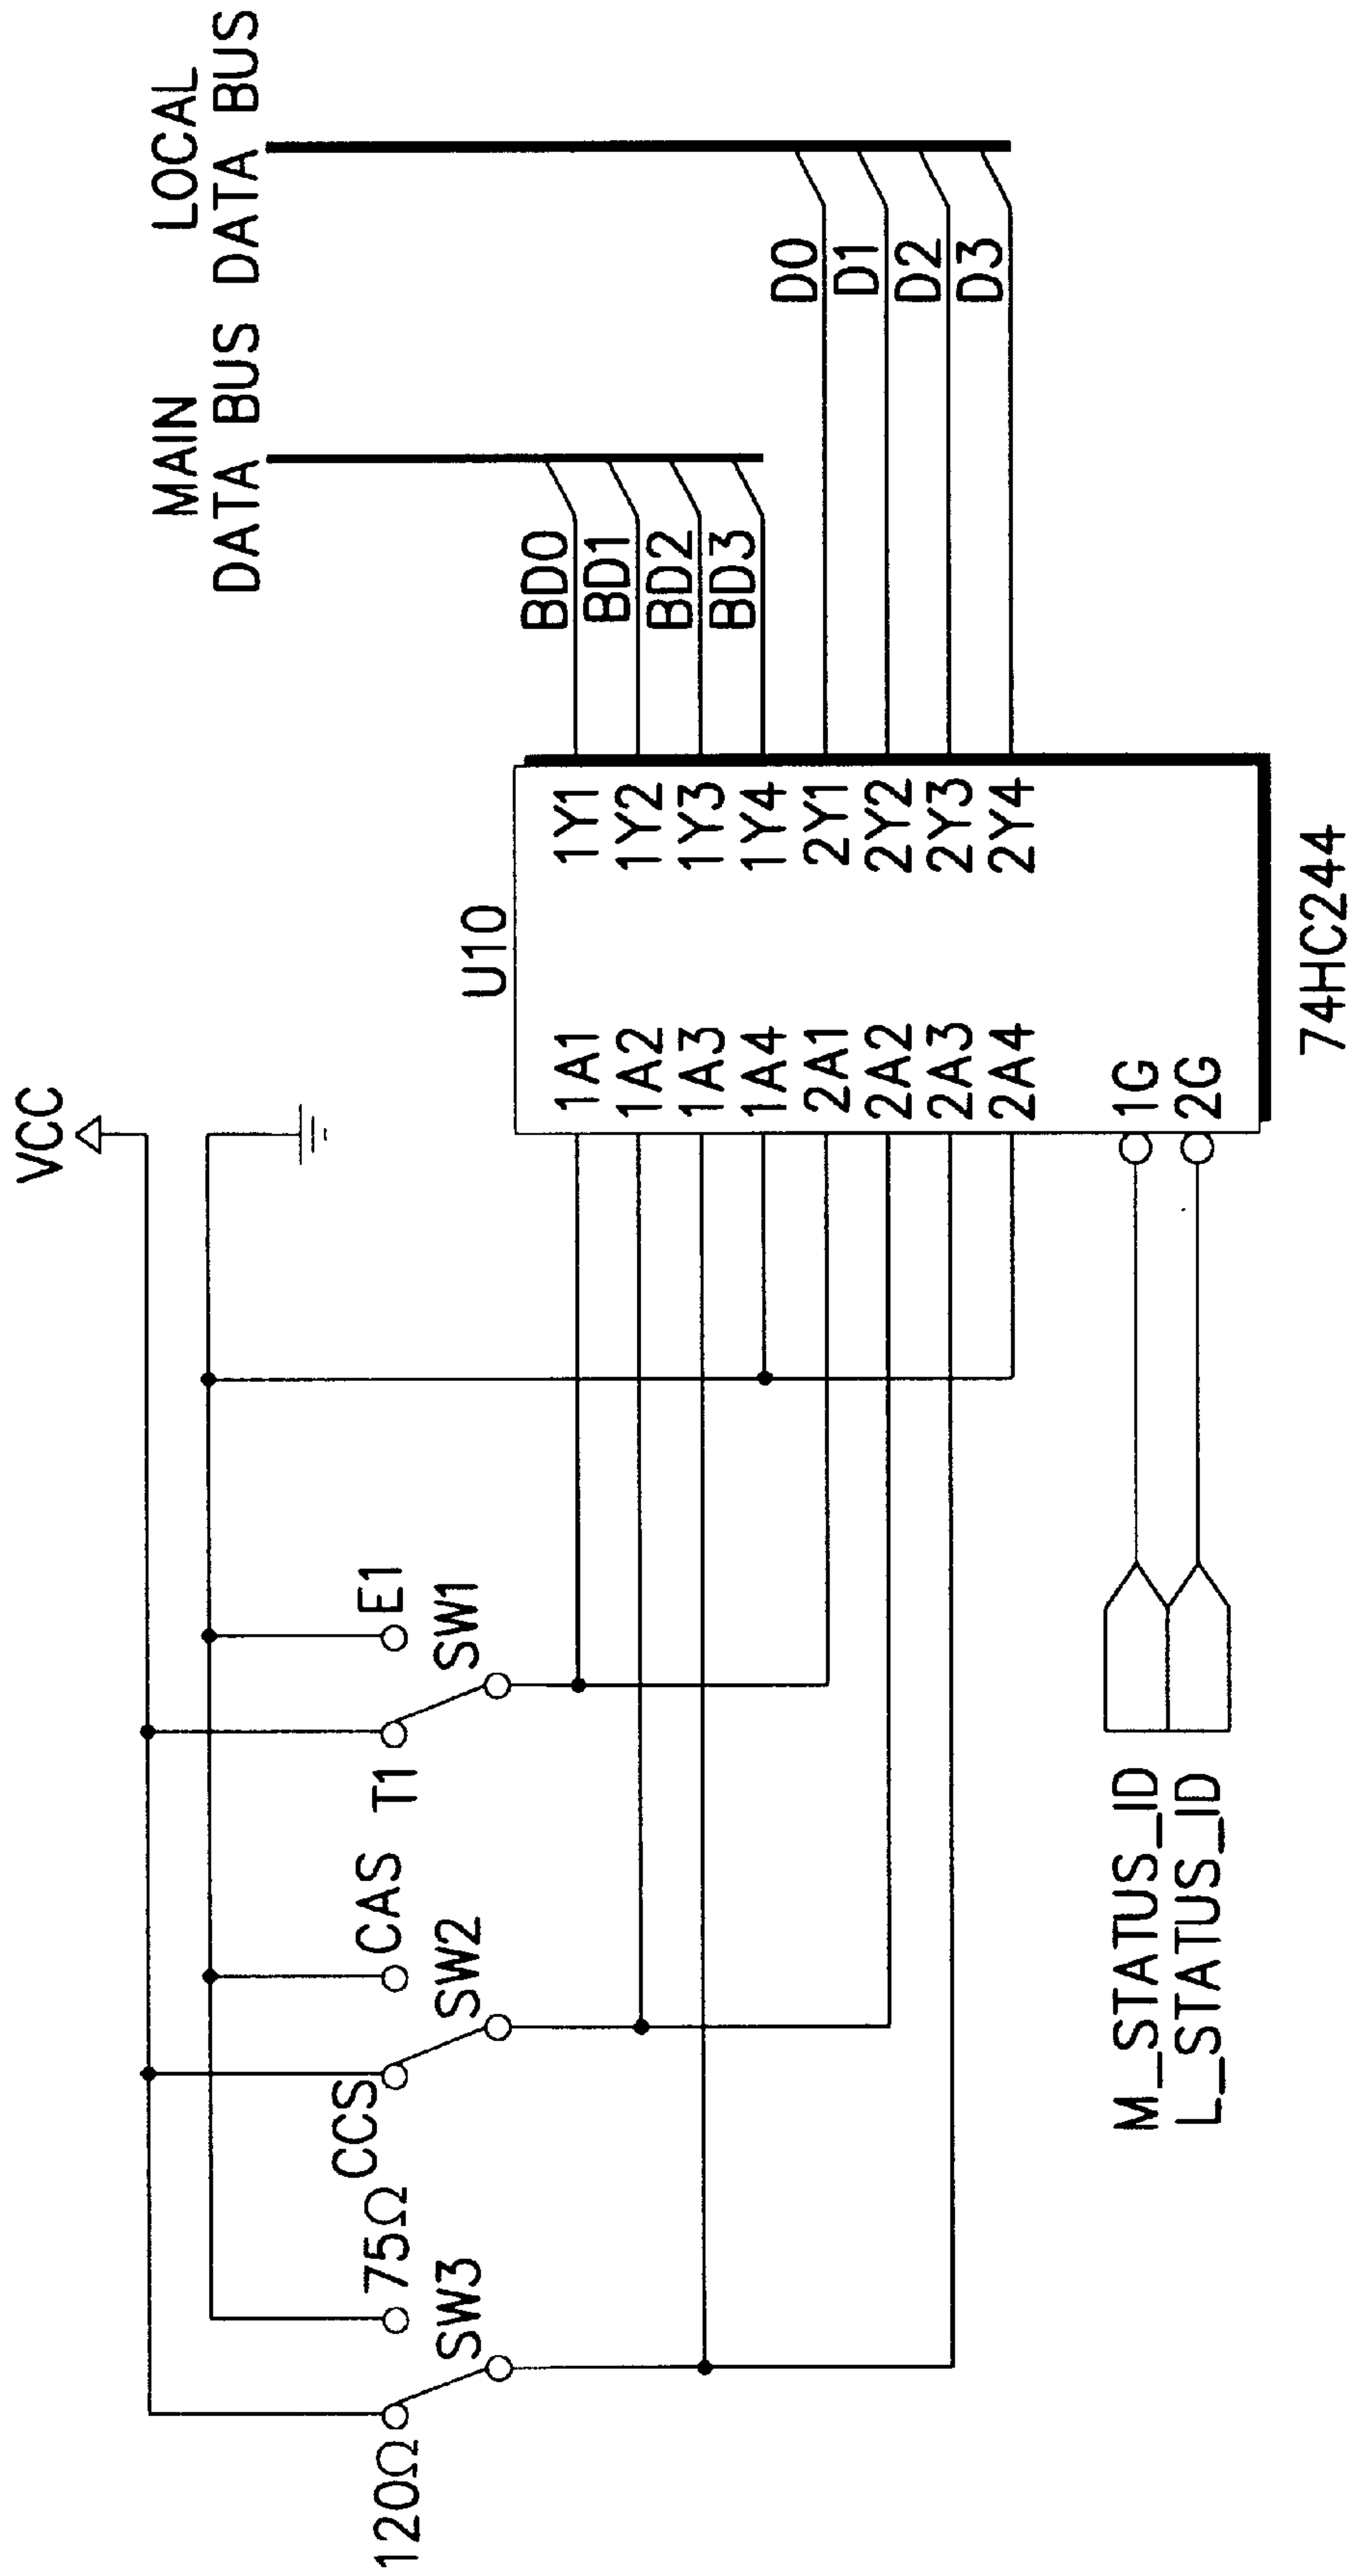 VCC
MAIN
DATA BUS
LOCAL
DATA BUS
120Ω
75Ω
SW3
CCS
CAS
SW2
T1
E1
SW1
U10
1A1
1A2
1A3
1A4
2A1
2A2
2A3
2A4
1G
2G
1Y1
1Y2
1Y3
1Y4
2Y1
2Y2
2Y3
2Y4
BD0
BD1
BD2
BD3
D0
D1
D2
D3
M_STATUS_ID
L_STATUS_ID
74HC244